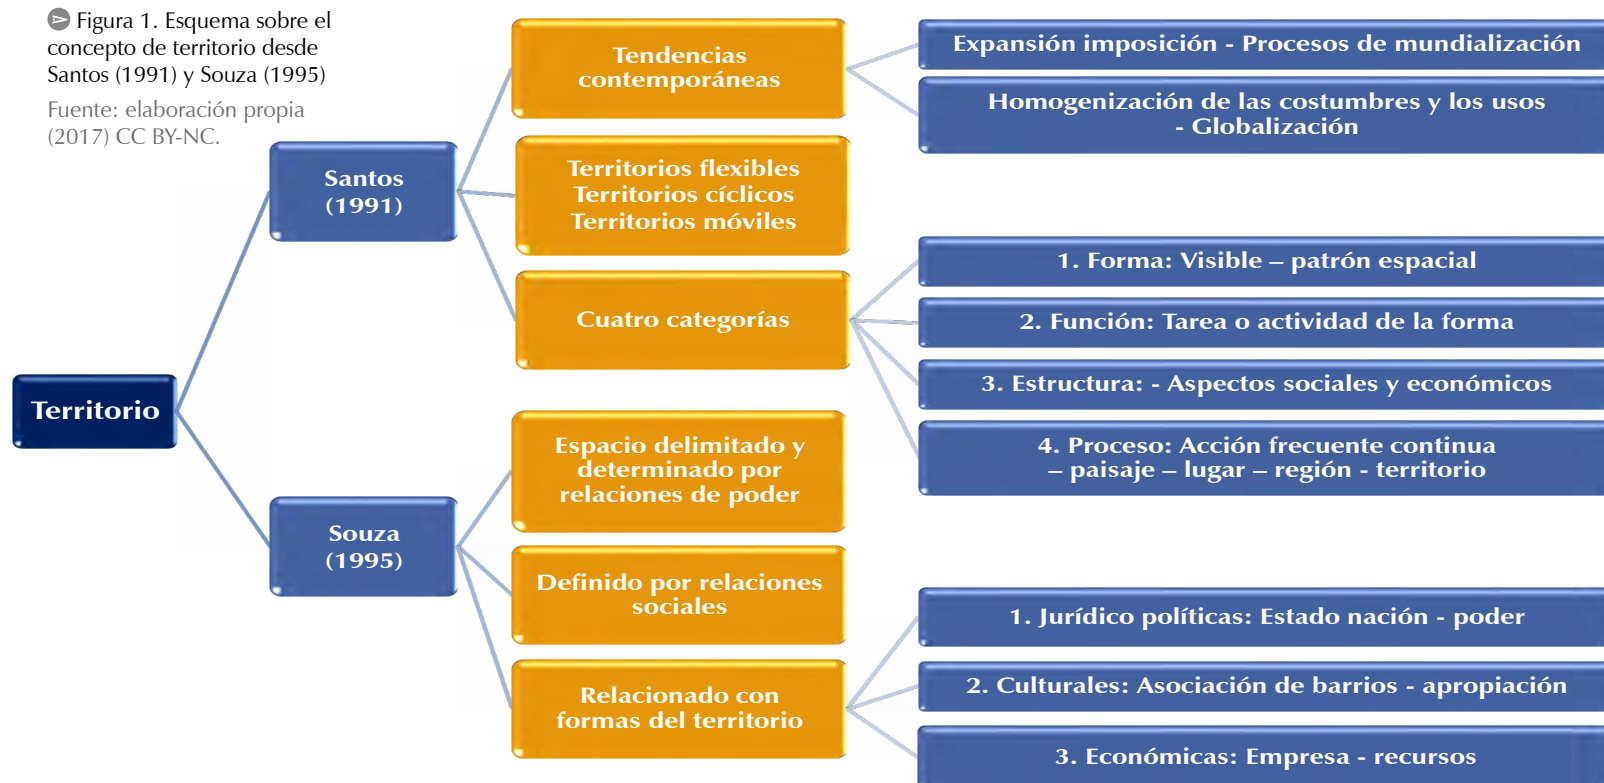 Figura 1. Esquema sobre el
concepto de territorio desde
Santos (1991) y Souza (1995)
Fuente: elaboración propia
(2017) CC BY-NC.
Territorio
Santos
(1991)
Tendencias
contemporáneas
Expansión imposición - Procesos de mundialización
Homogenización de las costumbres y los usos
- Globalización
Territorios flexibles
Territorios cíclicos
Territorios móviles
Cuatro categorías
1. Forma: Visible – patrón espacial
2. Función: Tarea o actividad de la forma
3. Estructura: - Aspectos sociales y económicos
4. Proceso: Acción frecuente continua
– paisaje – lugar – región - territorio
Souza
(1995)
Espacio delimitado y
determinado por
relaciones de poder
Definido por relaciones
sociales
Relacionado con
formas del territorio
1. Jurídico políticas: Estado nación - poder
2. Culturales: Asociación de barrios - apropiación
3. Económicas: Empresa - recursos